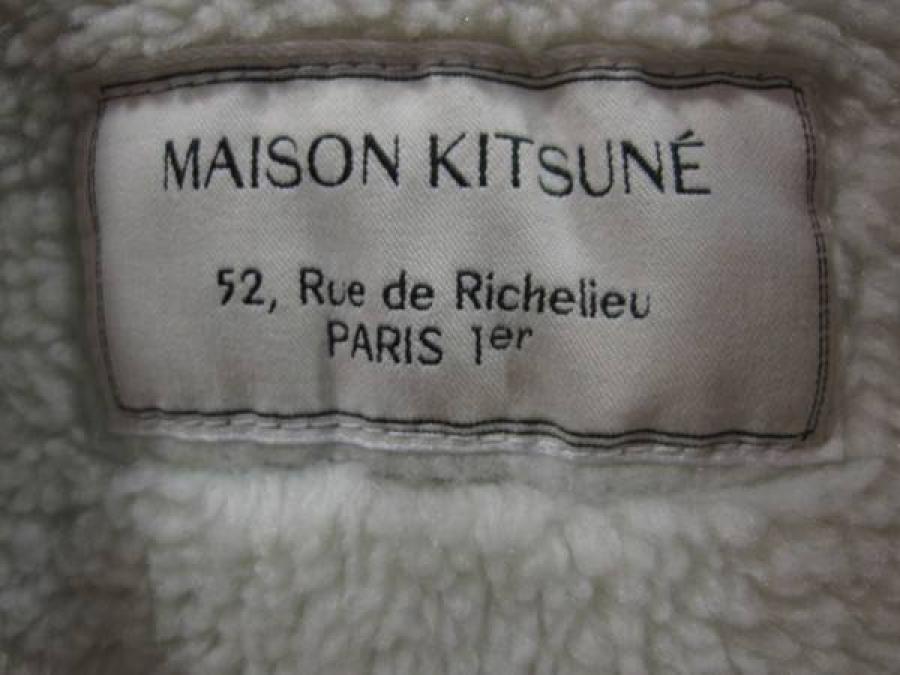 MAISON KITSUNÉ
52, Rue de Richelieu
PARIS 1er